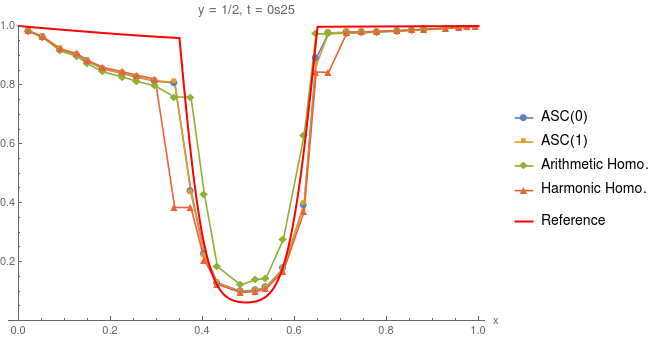 y = 1/2, t = 0s25
1.0
0.8
0.6
0.4
0.2
0.0
0.2
0.4
0.6
0.8
1.0
x
ASC(0)
ASC(1)
Arithmetic Homo.
Harmonic Homo.
Reference